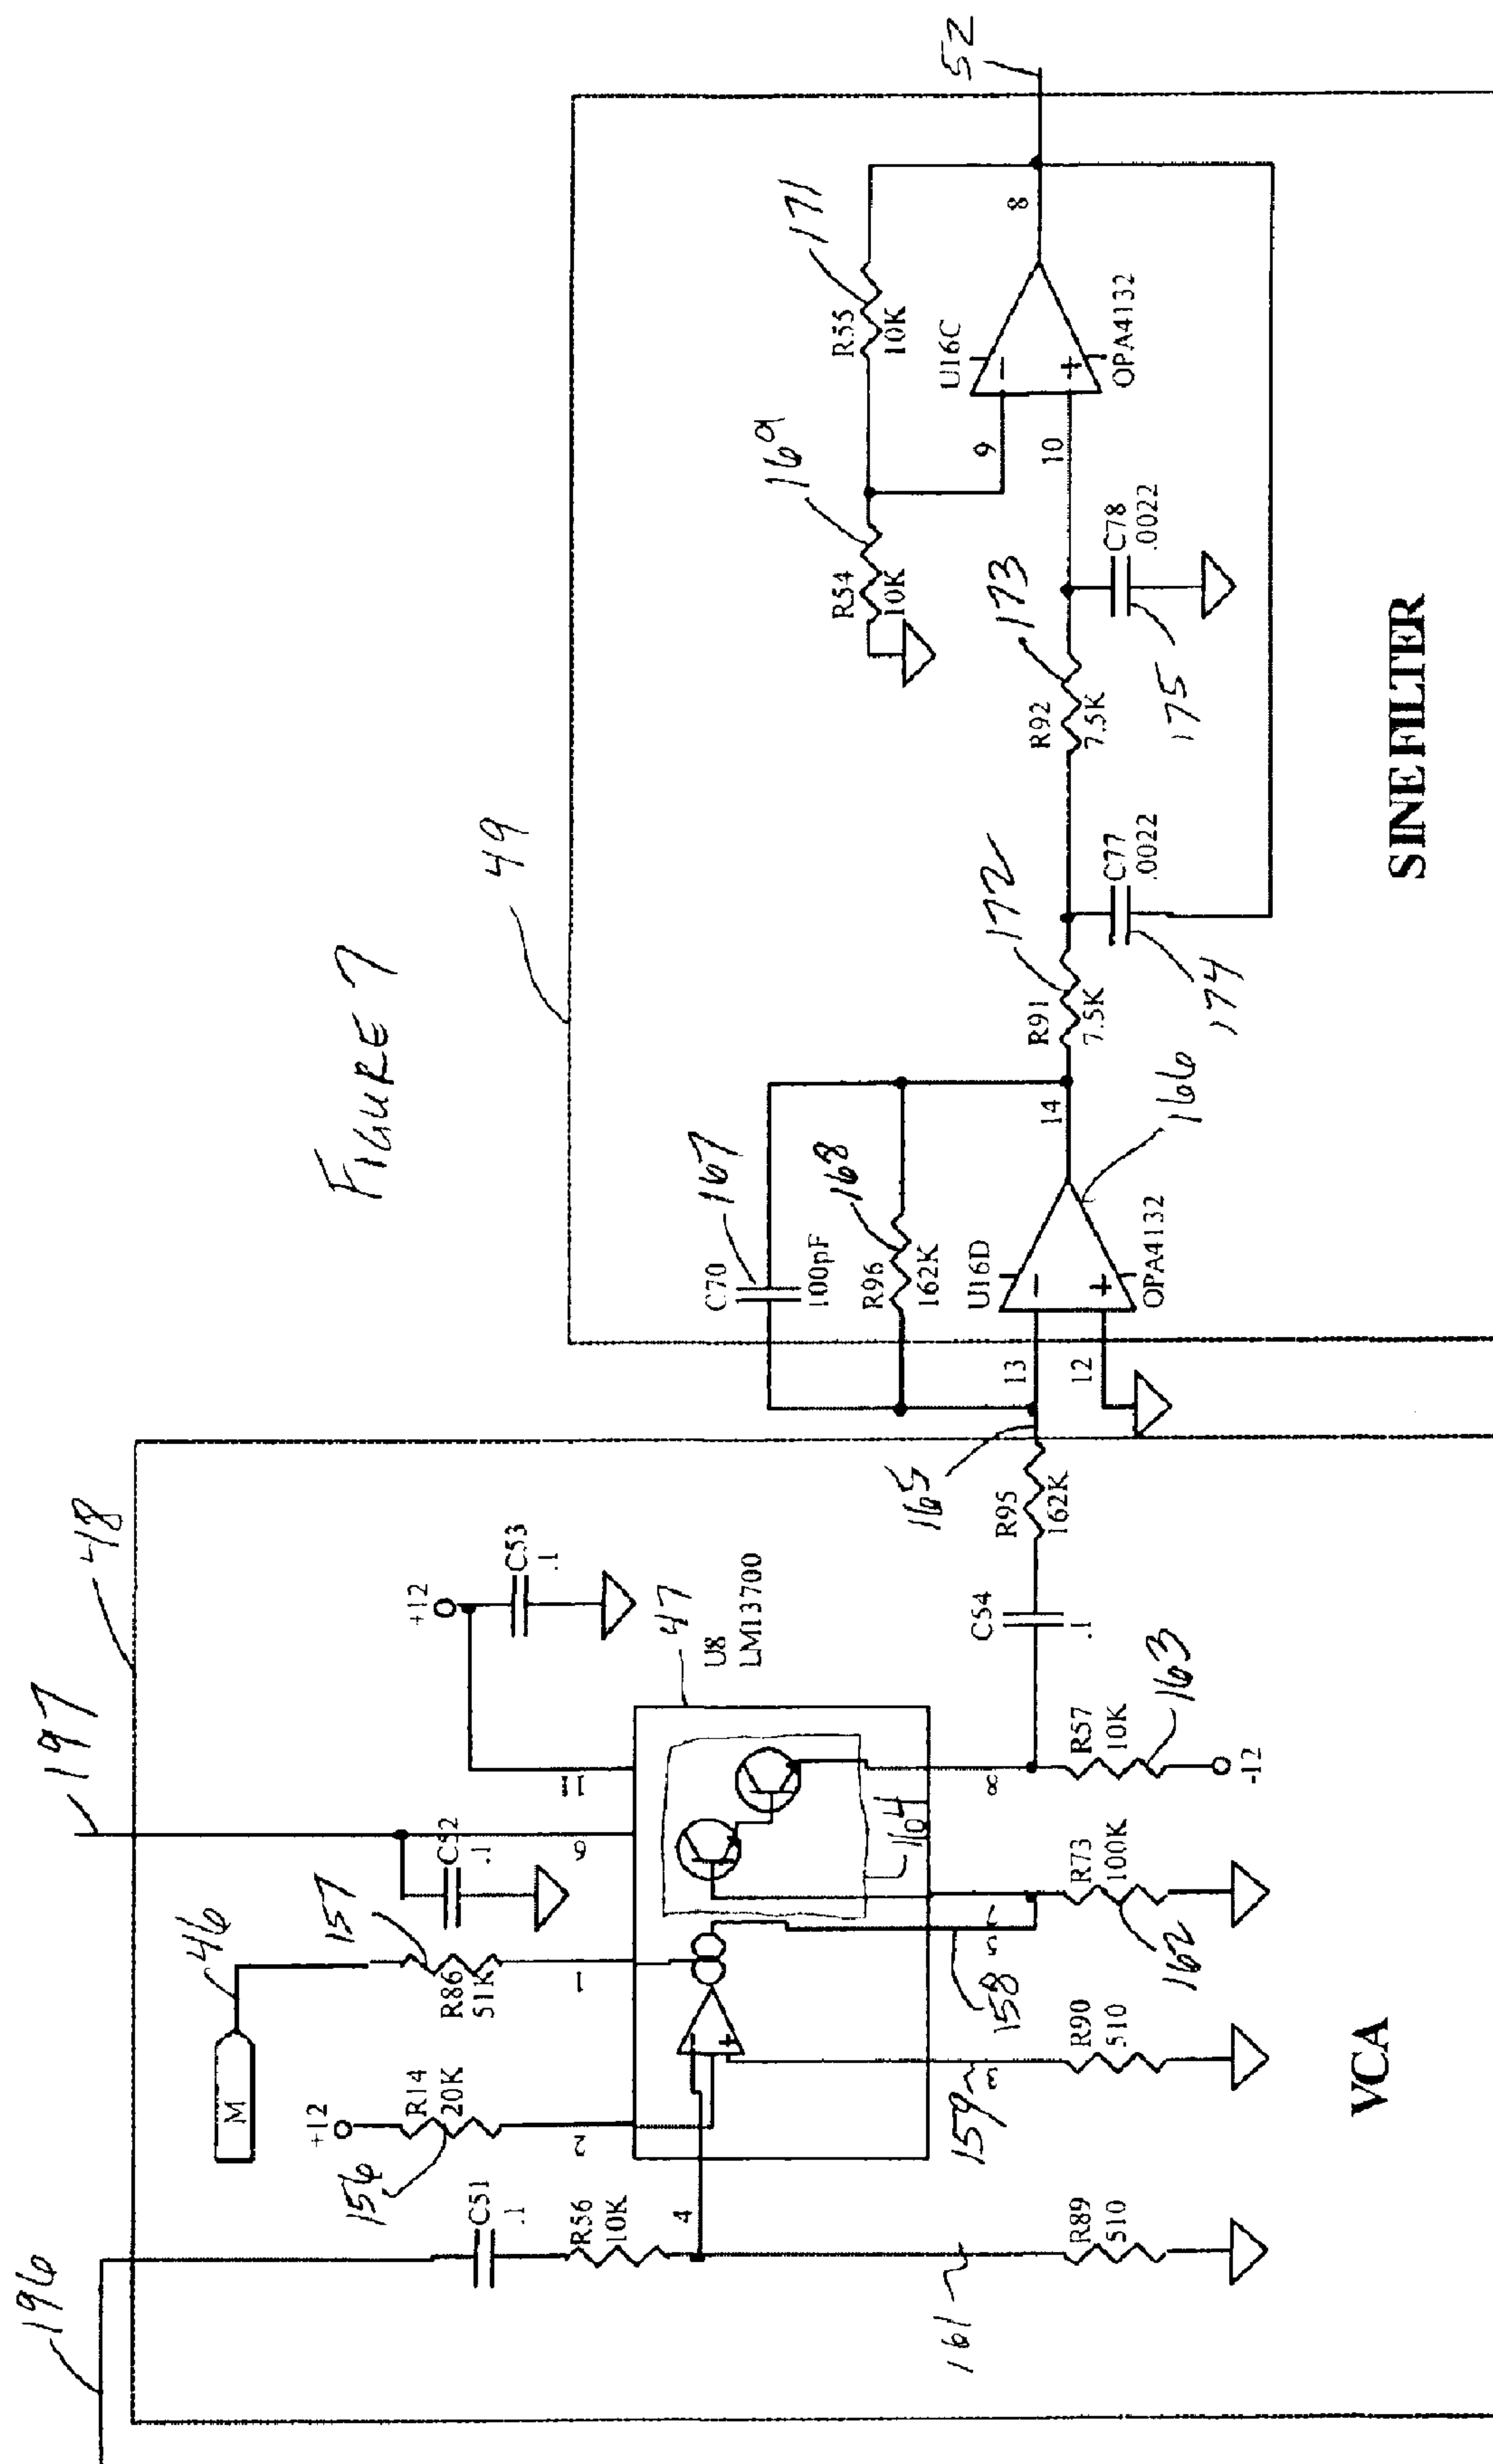 FIGURE 7
196
197
48
46
M
157
156
+12
R14
20K
R86
51K
C51
.1
R56
10K
C52
.1
+12
C53
.1
47
U8
LM13700
2
1
6
11
4
3
5
7
8
164
161
159
158
R89
510
R90
510
R73
100K
162
R57
10K
163
-12
C54
.1
R95
162K
165
VCA
49
C70
100pF
167
R96
162K
168
13
12
U16D
OPA4132
14
166
R91
7.5K
172
C77
.0022
174
R92
7.5K
173
C78
.0022
175
R54
10K
169
R55
10K
171
9
10
U16C
OPA4132
8
52
SINE FILTER